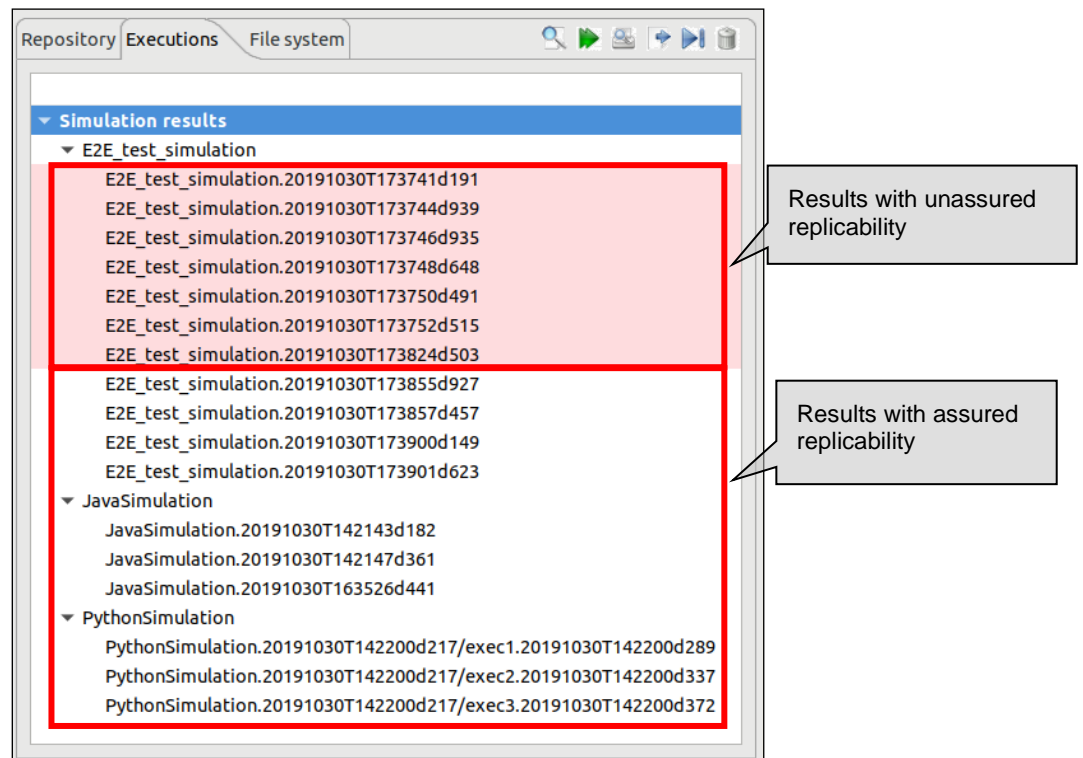 Repository Executions File system
Simulation results
E2E_test_simulation
E2E_test_simulation.20191030T173741d191
E2E_test_simulation.20191030T173744d939
E2E_test_simulation.20191030T173746d935
E2E_test_simulation.20191030T173748d648
E2E_test_simulation.20191030T173750d491
E2E_test_simulation.20191030T173752d515
E2E_test_simulation.20191030T173824d503
E2E_test_simulation.20191030T173855d927
E2E_test_simulation.20191030T173857d457
E2E_test_simulation.20191030T173900d149
E2E_test_simulation.20191030T173901d623
JavaSimulation
JavaSimulation.20191030T142143d182
JavaSimulation.20191030T142147d361
JavaSimulation.20191030T163526d441
PythonSimulation
PythonSimulation.20191030T142200d217/exec1.20191030T142200d289
PythonSimulation.20191030T142200d217/exec2.20191030T142200d337
PythonSimulation.20191030T142200d217/exec3.20191030T142200d372
Results with unassured
replicability
Results with assured
replicability